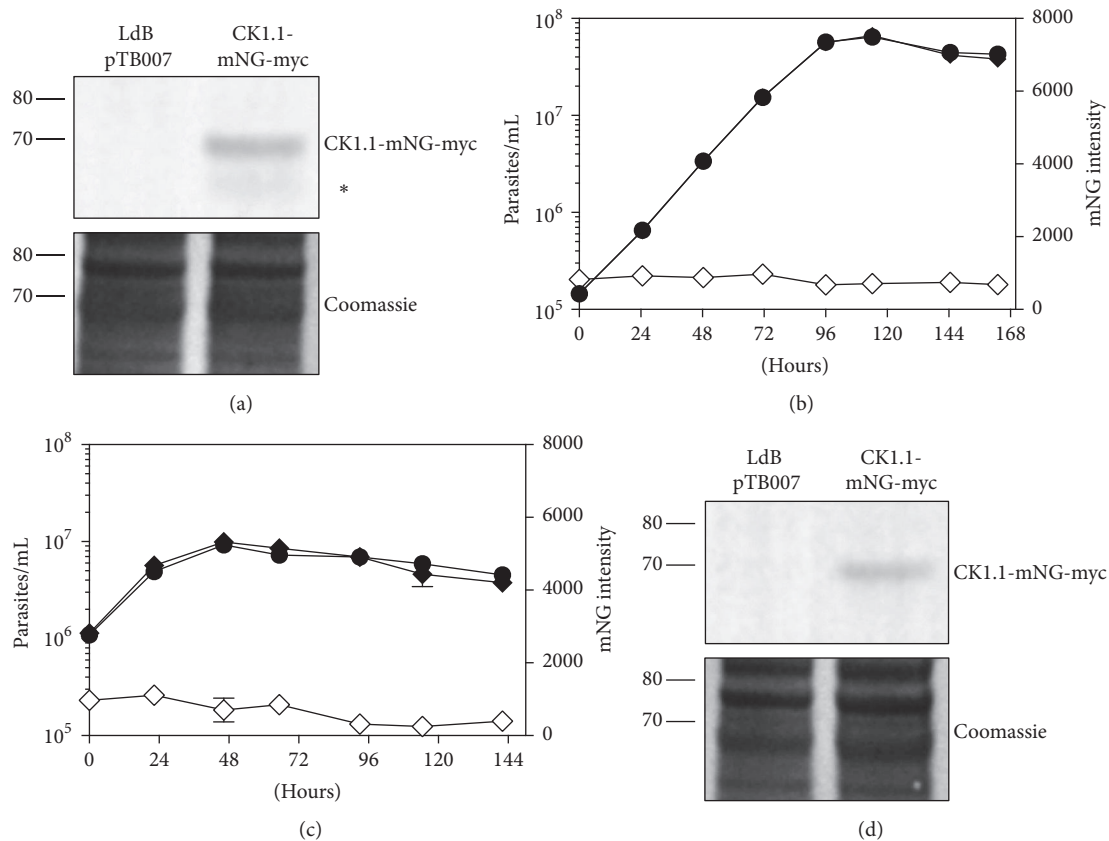 LdB
pTB007
CK1.1-
mNG-myc
80
70
CK1.1-mNG-myc
*
80
70
Coomassie
(a)
10^8
10^7
10^6
10^5
Parasites/mL
8000
6000
4000
2000
0
mNG intensity
0 24 48 72 96 120 144 168
(Hours)
(b)
10^8
10^7
10^6
10^5
Parasites/mL
8000
6000
4000
2000
0
mNG intensity
0 24 48 72 96 120 144
(Hours)
(c)
LdB
pTB007
CK1.1-
mNG-myc
80
70
CK1.1-mNG-myc
80
70
Coomassie
(d)